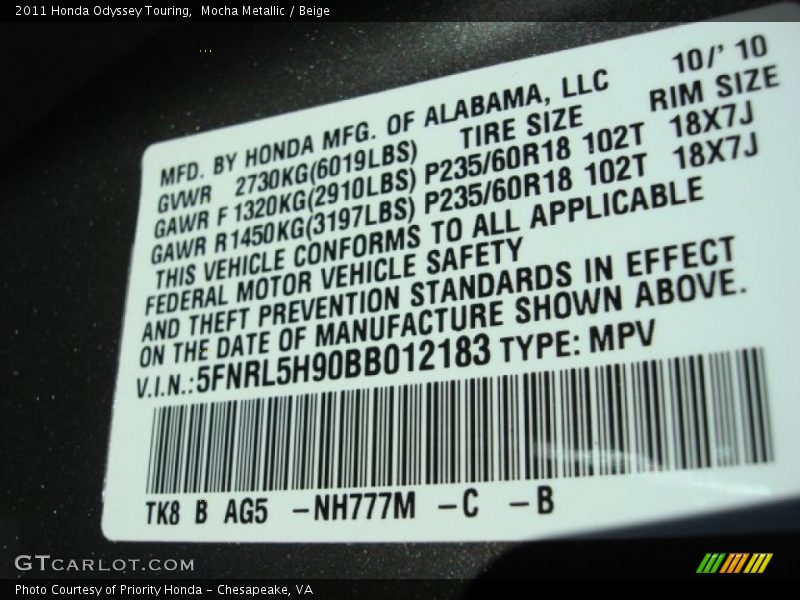 2011 Honda Odyssey Touring,  Mocha Metallic / Beige
MFD. BY HONDA MFG. OF ALABAMA, LLC 10/' 10
GVWR 2730KG(6019LBS) TIRE SIZE RIM SIZE
GAWR F 1320KG(2910LBS) P235/60R18 102T 18X7J
GAWR R1450KG(3197LBS) P235/60R18 102T 18X7J
THIS VEHICLE CONFORMS TO ALL APPLICABLE
FEDERAL MOTOR VEHICLE SAFETY
AND THEFT PREVENTION STANDARDS IN EFFECT
ON THE DATE OF MANUFACTURE SHOWN ABOVE.
V.I.N.:5FNRL5H90BB012183 TYPE: MPV
TK8 B AG5 -NH777M -C -B
GTCARLOT.COM
Photo Courtesy of Priority Honda - Chesapeake, VA